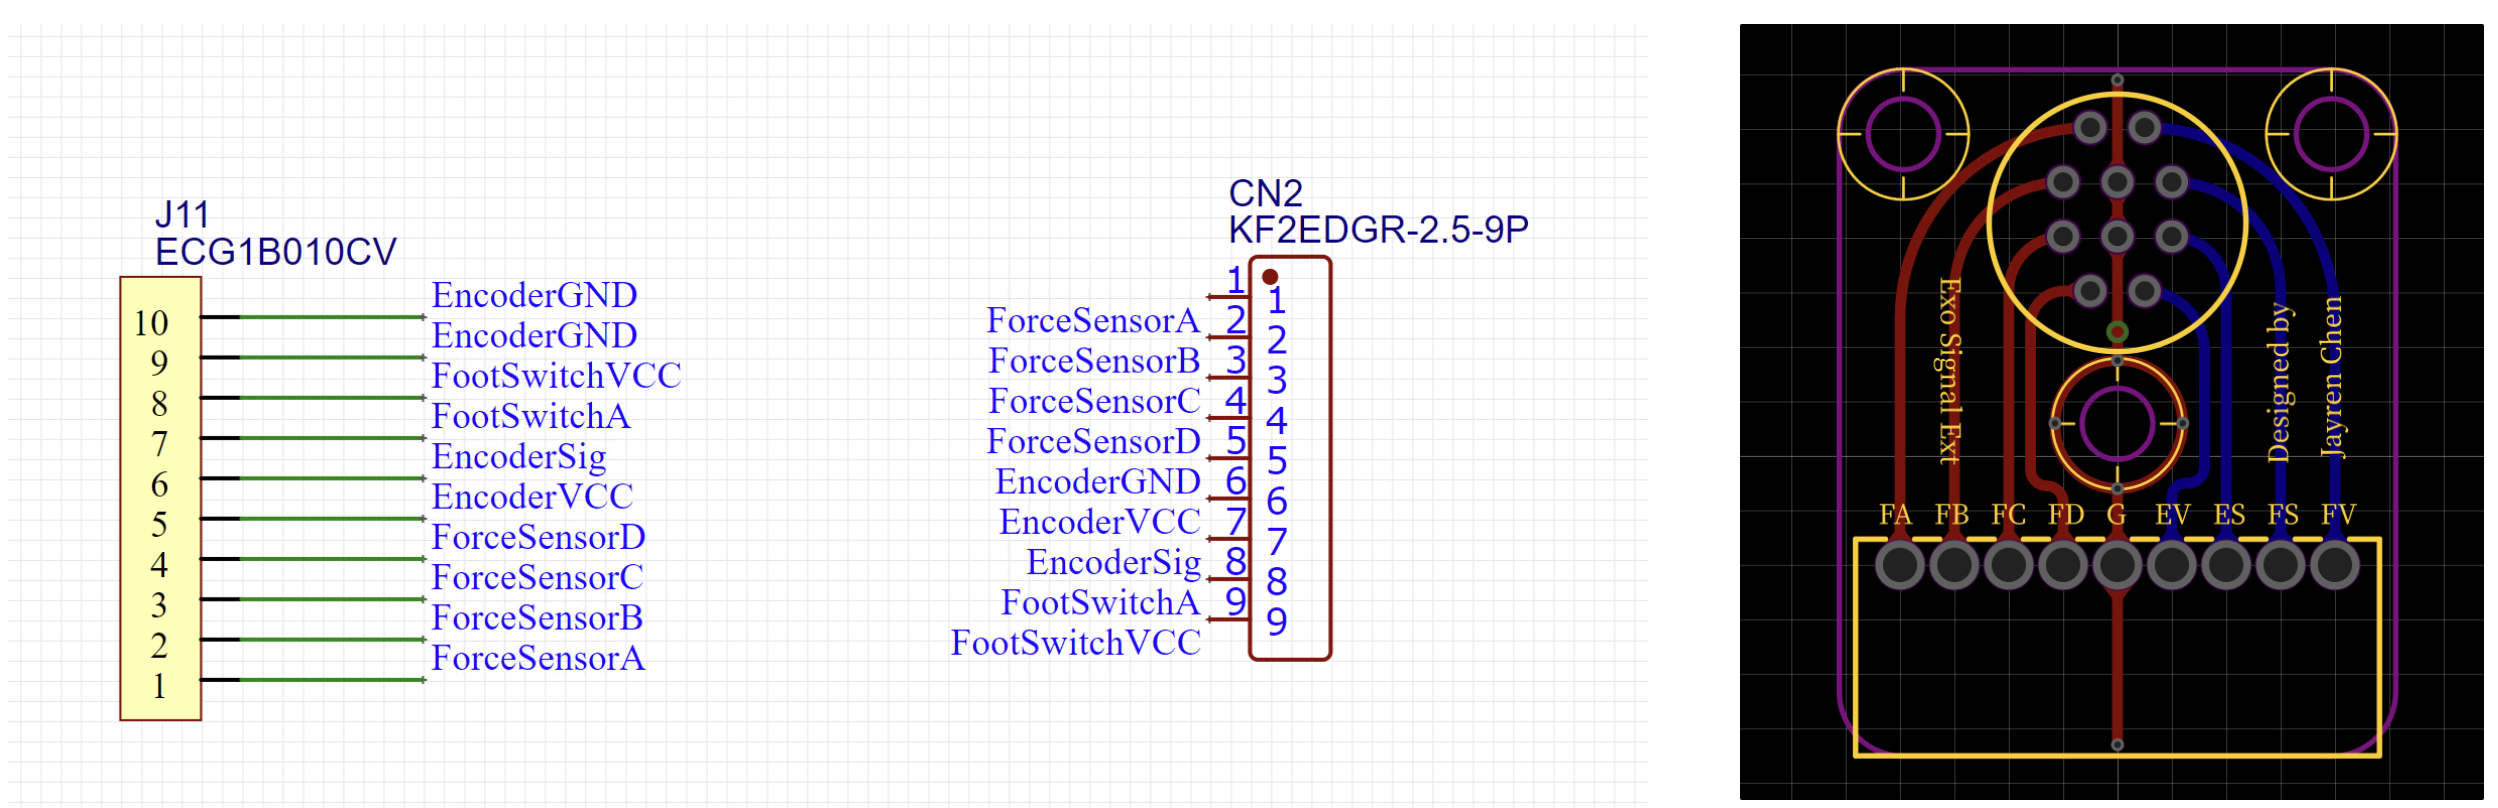 J11
ECG1B010CV
EncoderGND
10
EncoderGND
9
FootSwitchVCC
8
FootSwitchA
7
EncoderSig
6
EncoderVCC
5
ForceSensorD
4
ForceSensorC
3
ForceSensorB
2
ForceSensorA
1
CN2
KF2EDGR-2.5-9P
1
1
ForceSensorA
2
2
ForceSensorB
3
3
ForceSensorC
4
4
ForceSensorD
5
5
EncoderGND
6
6
EncoderVCC
7
7
EncoderSig
8
8
FootSwitchA
9
9
FootSwitchVCC
Exo Signal Ext
Designed by
Jayren Chen
FA FB FC FD G EV ES FS FV